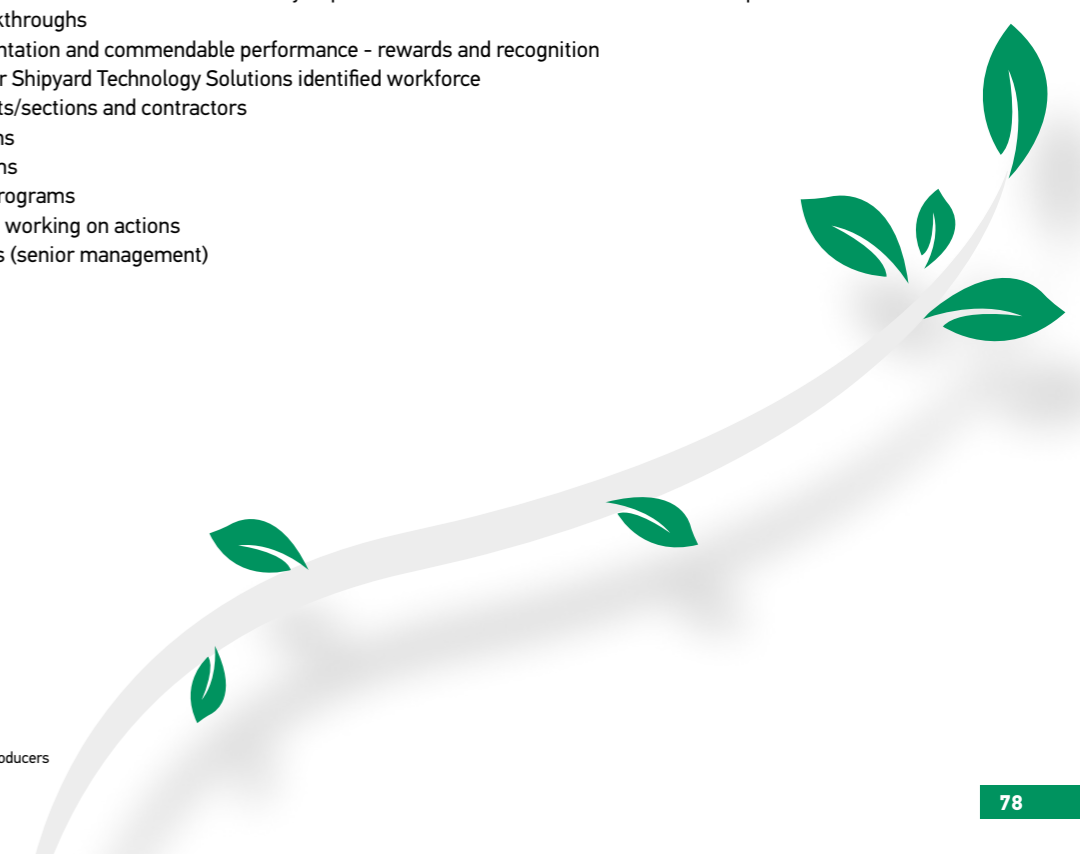 kthroughs
ntation and commendable performance - rewards and recognition
r Shipyard Technology Solutions identified workforce
ts/sections and contractors
ns
ns
rograms
working on actions
s (senior management)
oducers
78